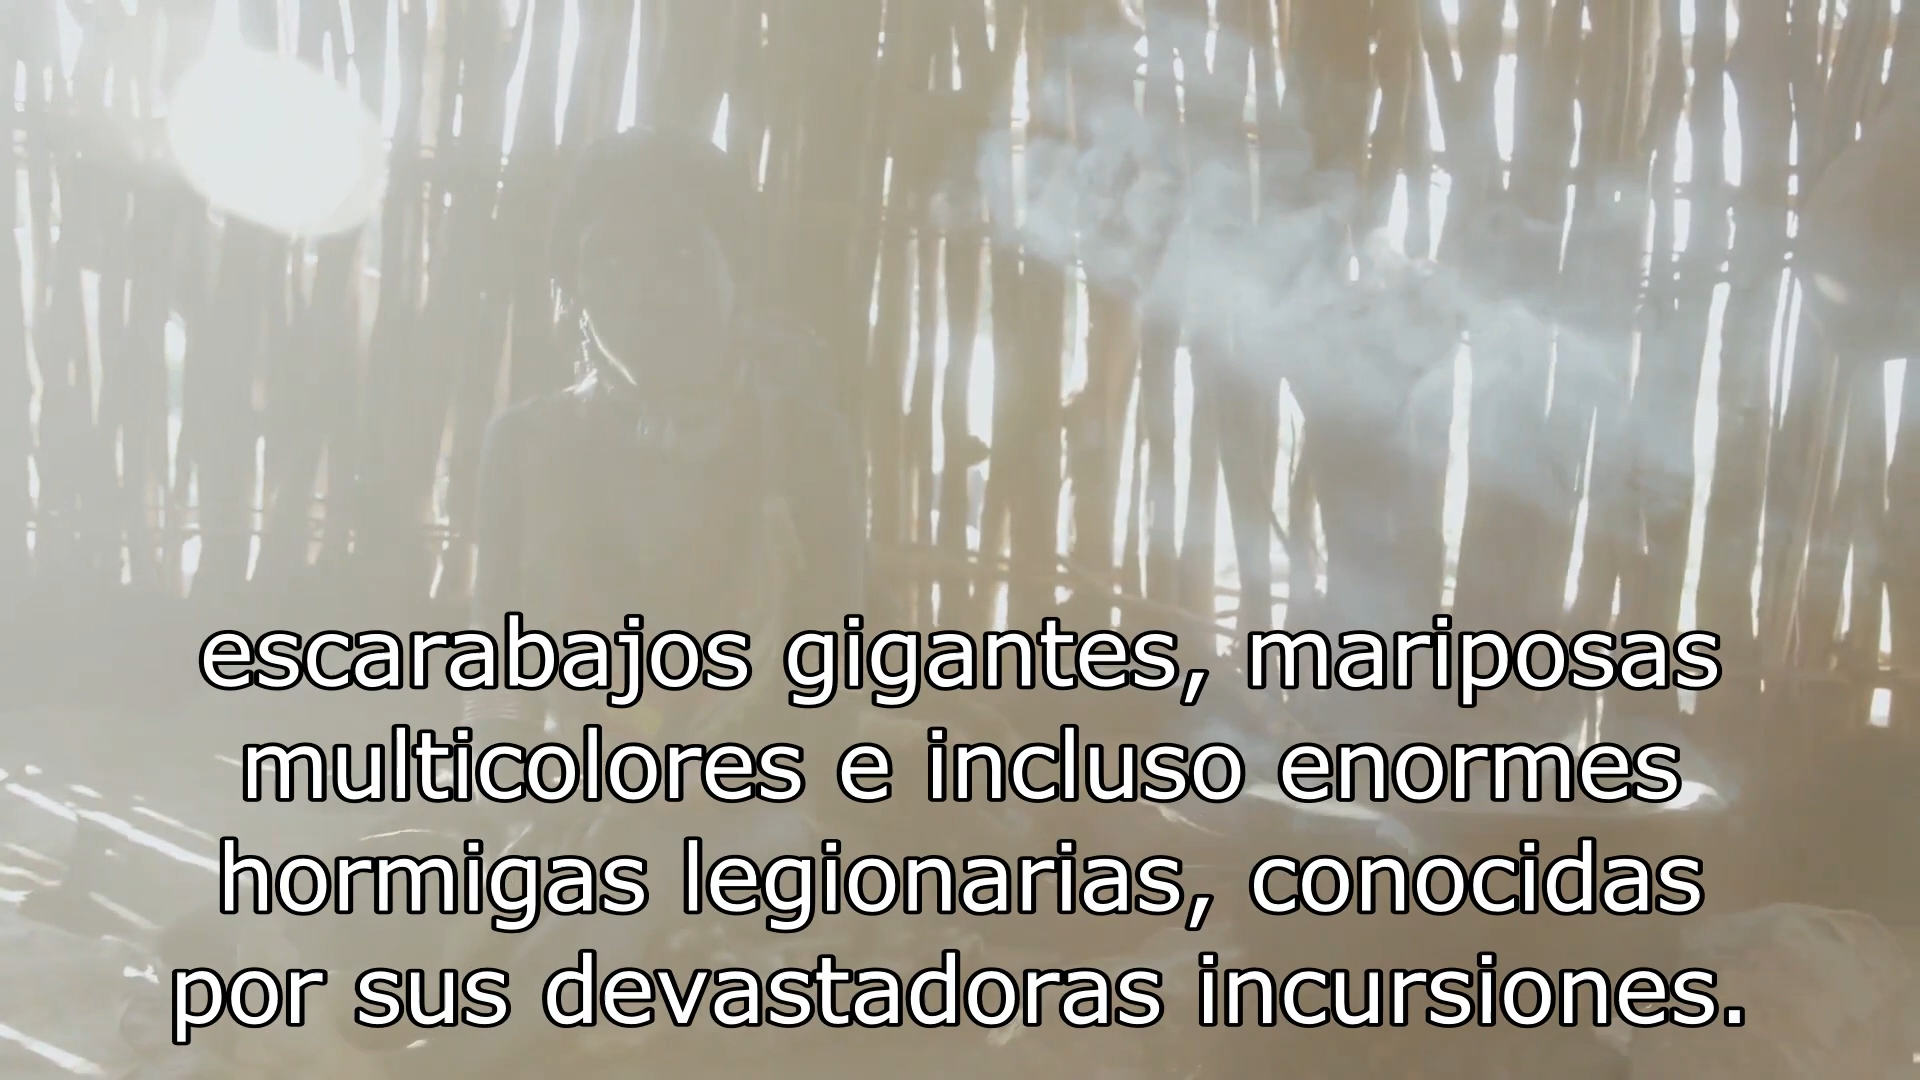 escarabajos gigantes, mariposas
multicolores e incluso enormes
hormigas legionarias, conocidas
por sus devastadoras incursiones.